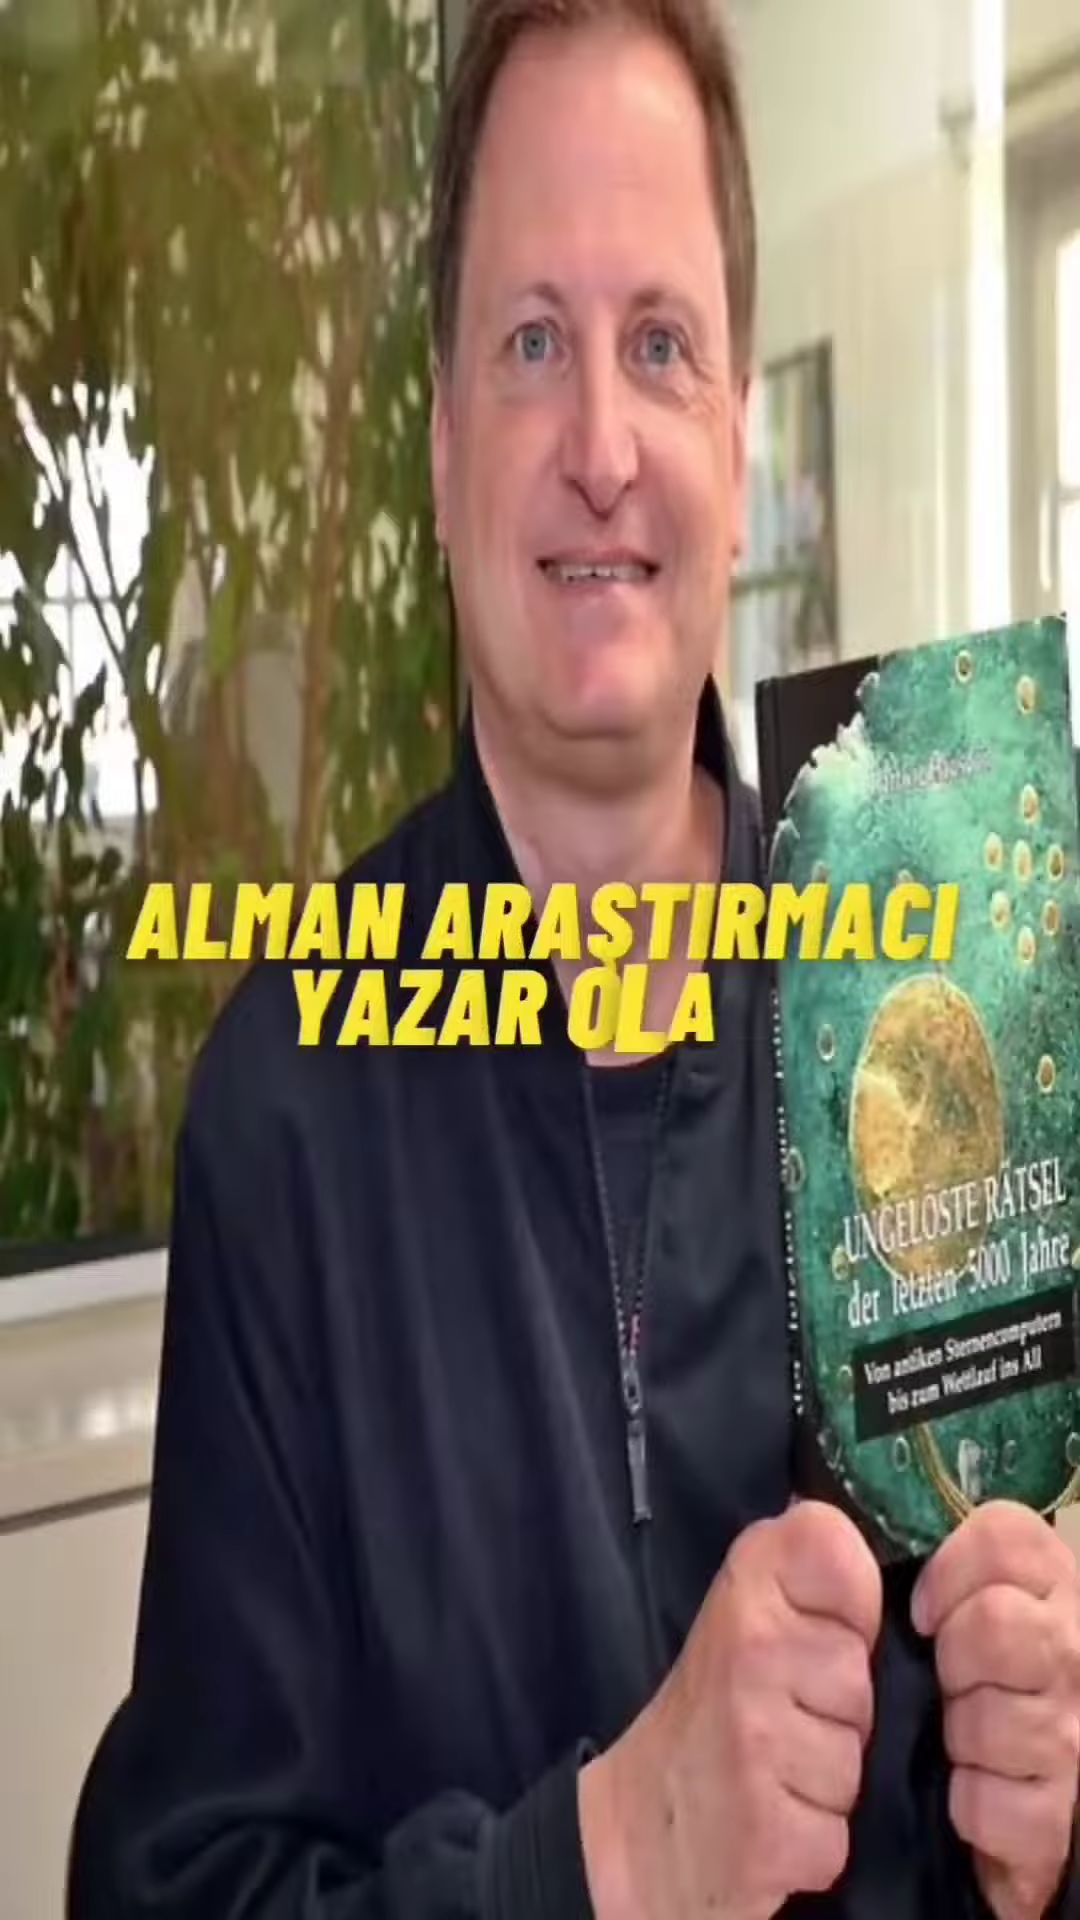 ALMAN ARAŞTIRMACI
YAZAR OLA
UNGELÖSTE RÄTSEL
der letzten 5000 Jahre
Von antiken Sternencomputern
bis zum Wettlauf ins All